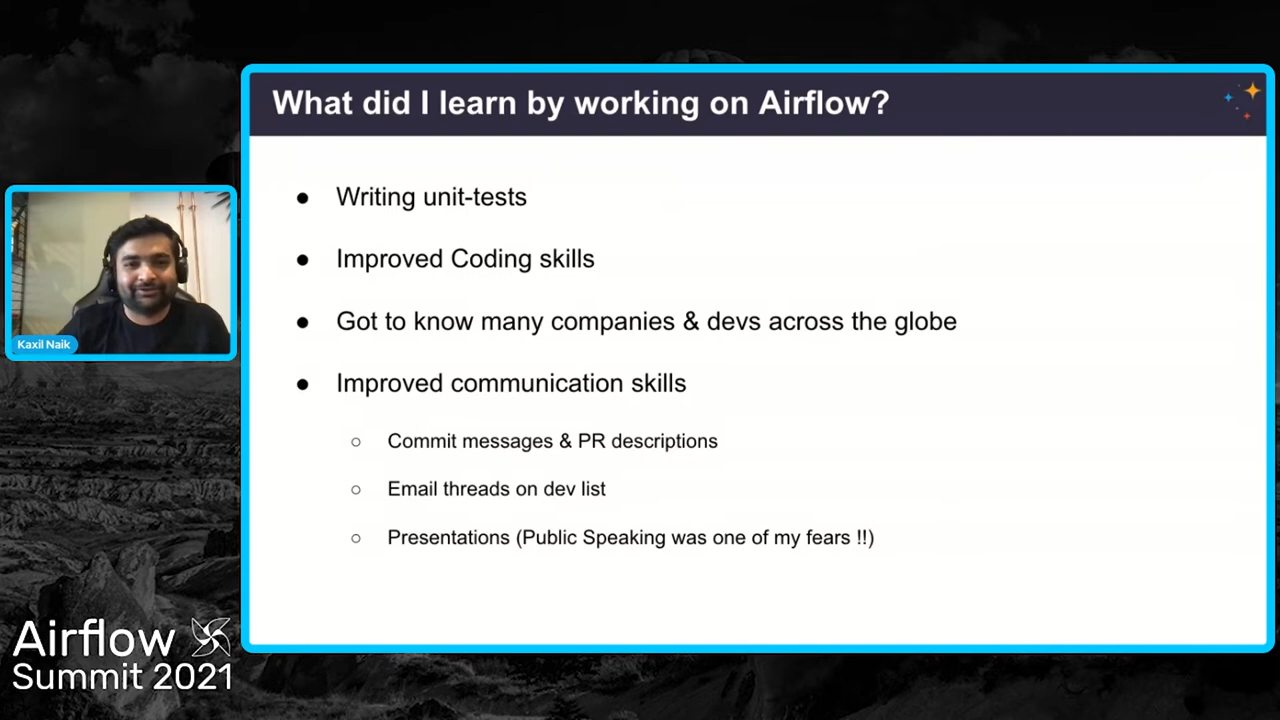 What did I learn by working on Airflow?
● Writing unit-tests
● Improved Coding skills
● Got to know many companies & devs across the globe
● Improved communication skills
○ Commit messages & PR descriptions
○ Email threads on dev list
○ Presentations (Public Speaking was one of my fears !!)
Kaxil Naik
Airflow
Summit 2021